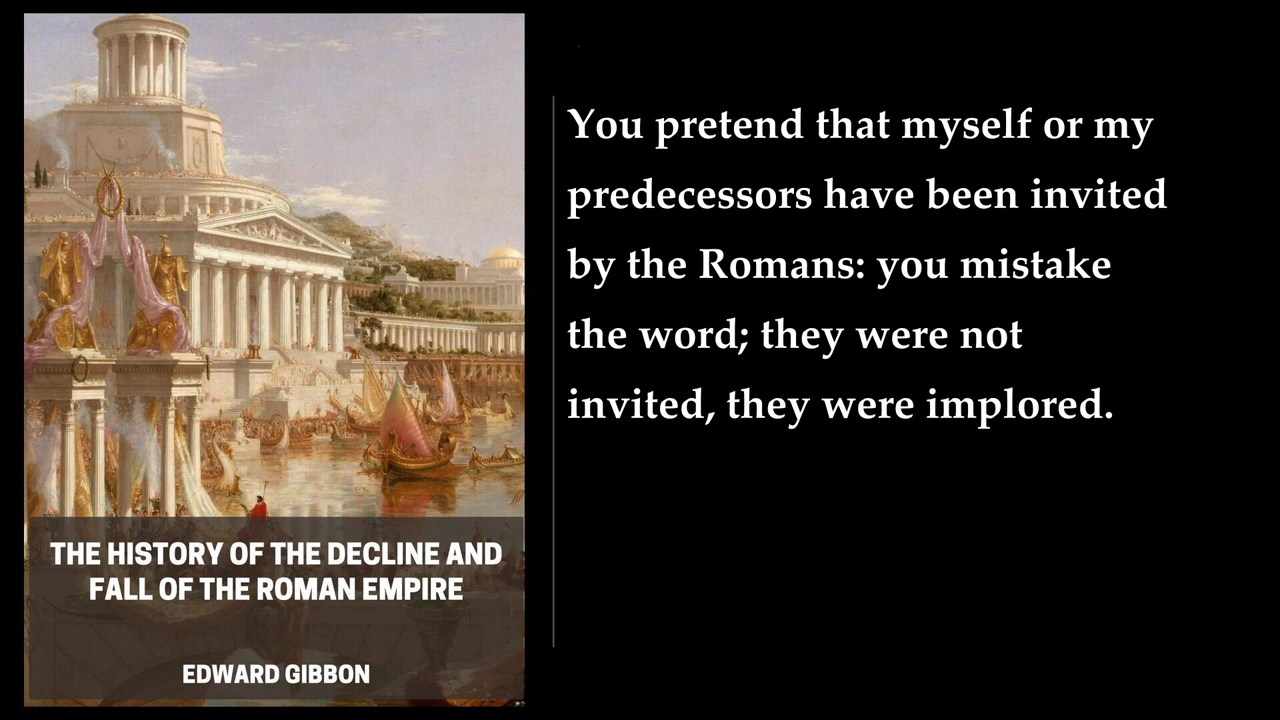 THE HISTORY OF THE DECLINE AND
FALL OF THE ROMAN EMPIRE
EDWARD GIBBON
You pretend that myself or my
predecessors have been invited
by the Romans: you mistake
the word; they were not
invited, they were implored.